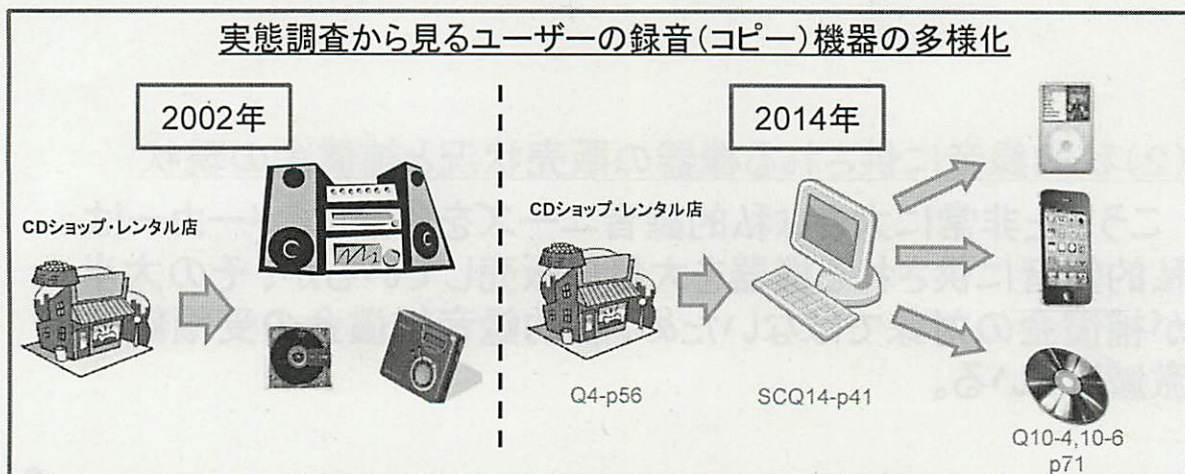 実態調査から見るユーザーの録音(コピー)機器の多様化
2002年
CDショップ・レンタル店
2014年
CDショップ・レンタル店
Q4-p56
SCQ14-p41
Q10-4,10-6
p71